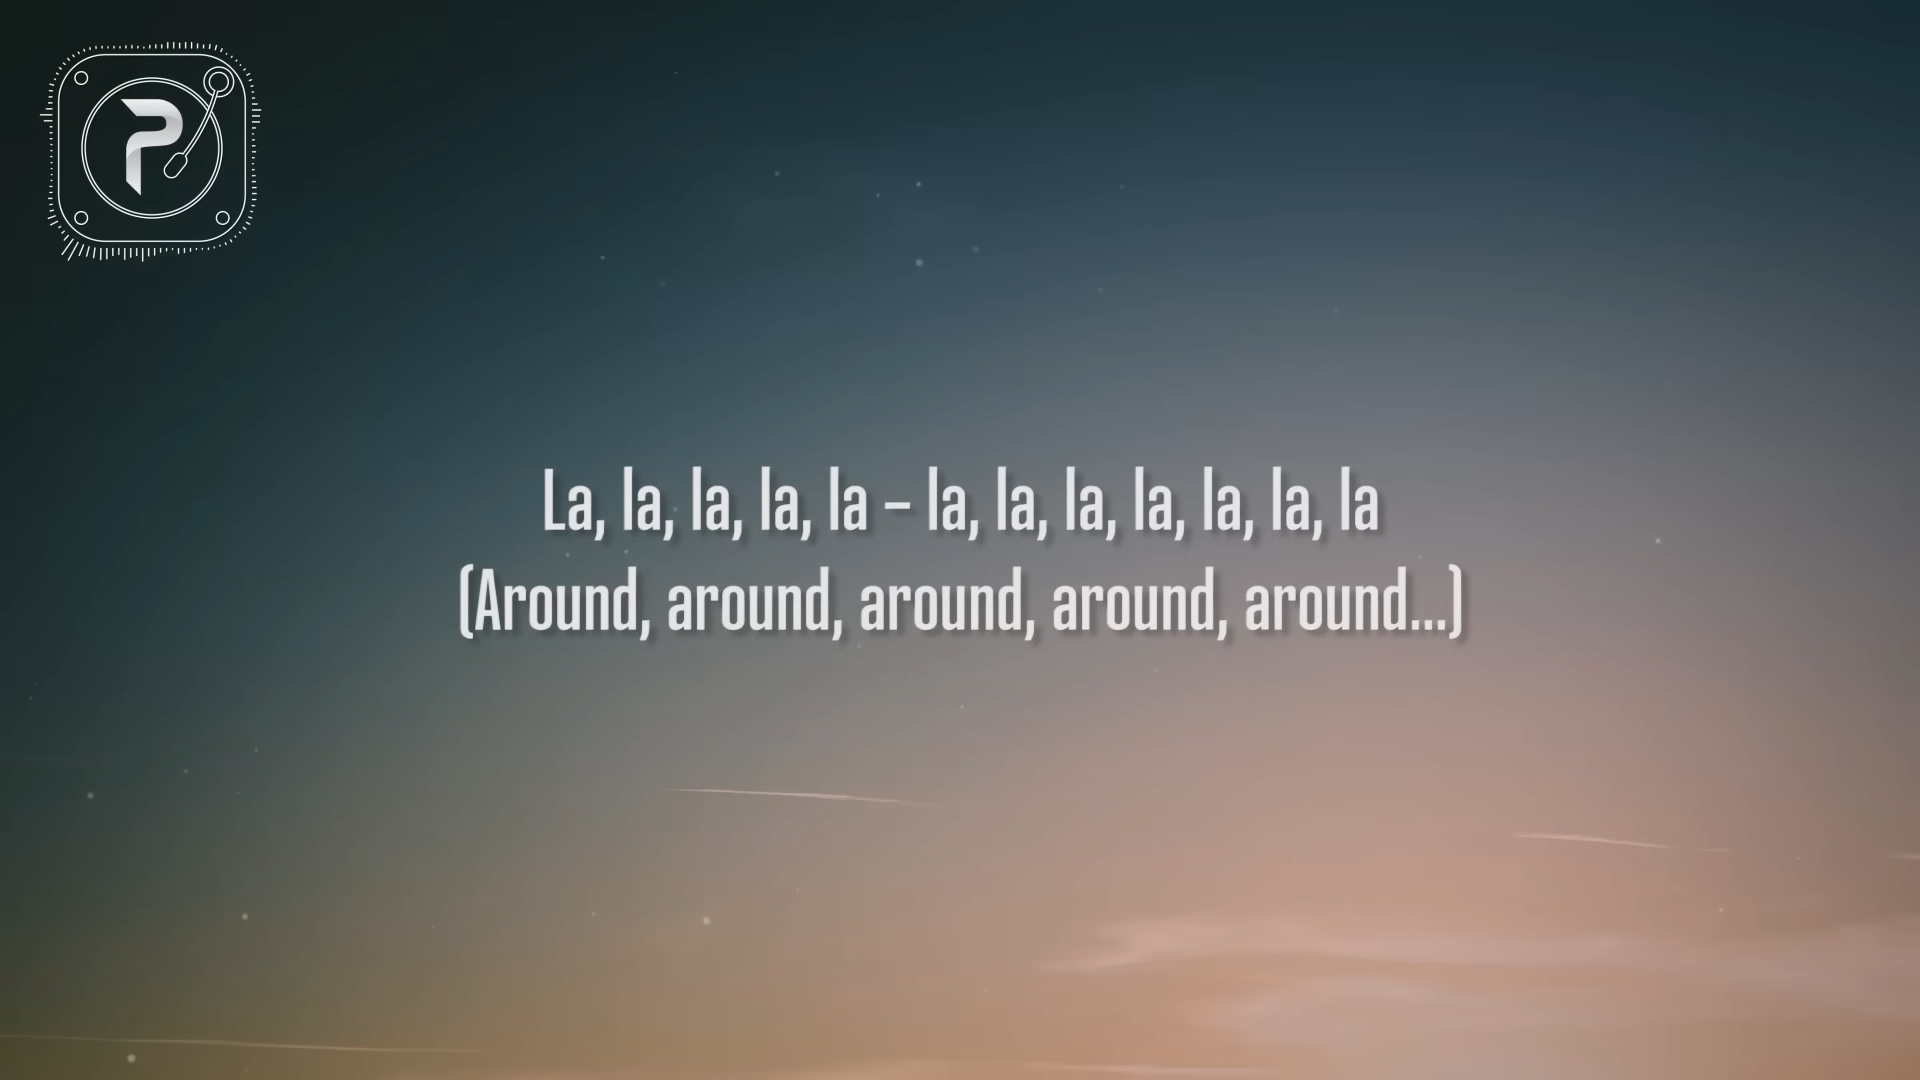 P
La, la, la, la, la – la, la, la, la, la, la, la
(Around, around, around, around, around...)